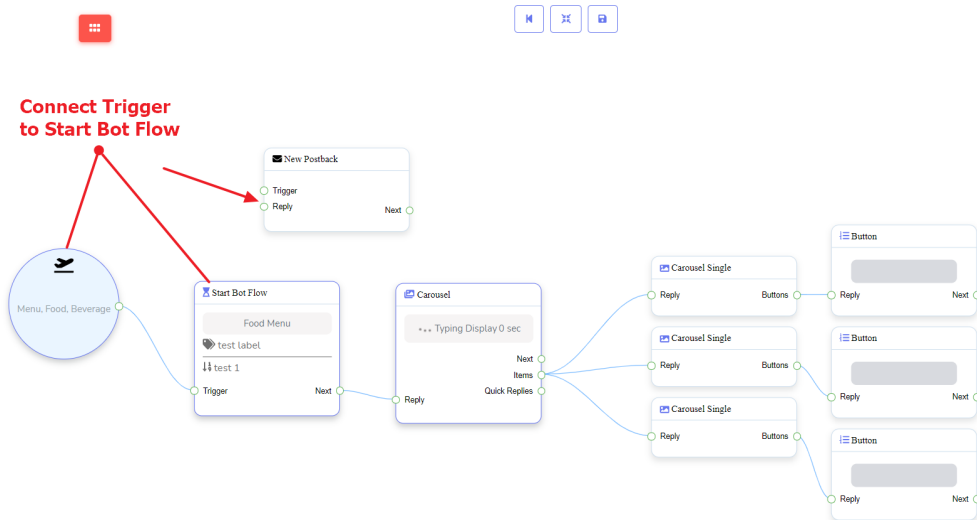 Connect Trigger
to Start Bot Flow
New Postback
Trigger
Reply
Next
Menu, Food, Beverage
Start Bot Flow
Food Menu
test label
test 1
Trigger
Next
Carousel
... Typing Display 0 sec
Next
Items
Quick Replies
Reply
Carousel Single
Reply
Buttons
Carousel Single
Reply
Buttons
Carousel Single
Reply
Buttons
Button
Reply
Next
Button
Reply
Next
Button
Reply
Next